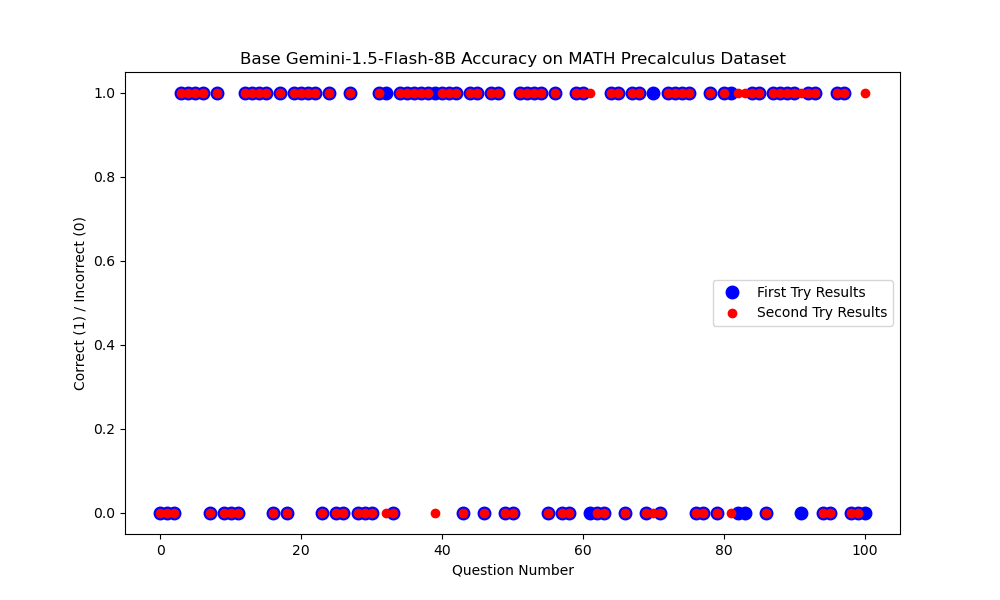 Base Gemini-1.5-Flash-8B Accuracy on MATH Precalculus Dataset
Correct (1) / Incorrect (0)
1.0
0.8
0.6
0.4
0.2
0.0
First Try Results
Second Try Results
0 20 40 60 80 100
Question Number